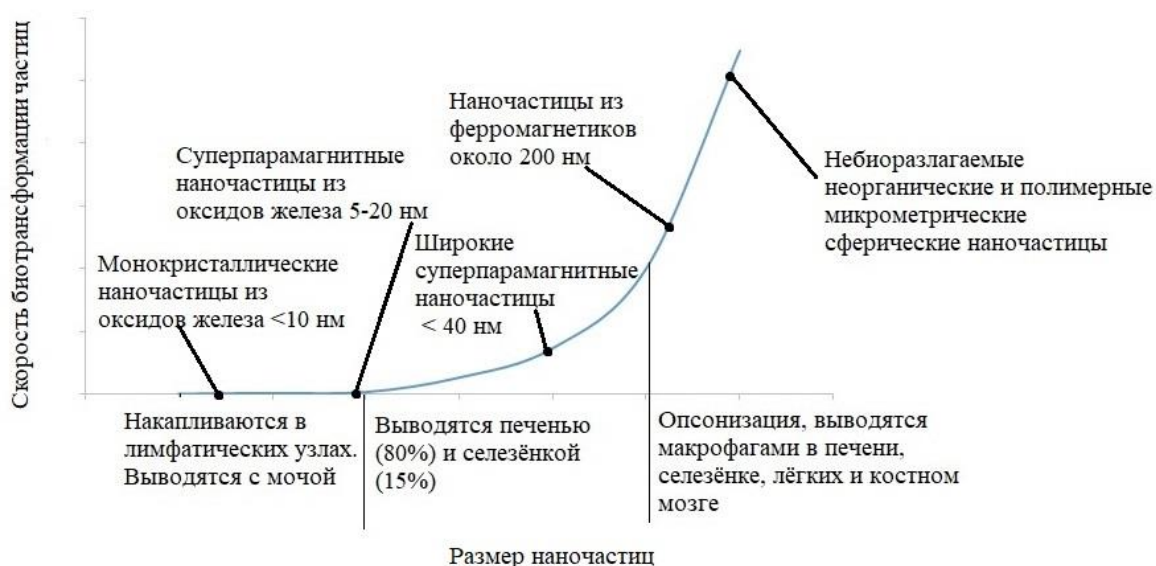 Скорость биотрансформации частиц
Наночастицы из
ферромагнетиков
около 200 нм
Суперпарамагнитные
наночастицы из
оксидов железа 5-20 нм
Небиоразлагаемые
неорганические и полимерные
микрометрические
сферические наночастицы
Широкие
суперпарамагнитные
наночастицы
< 40 нм
Монокристаллические
наночастицы из
оксидов железа <10 нм
Накапливаются в
лимфатических узлах.
Выводятся с мочой
Выводятся печенью
(80%) и селезёнкой
(15%)
Опсонизация, выводятся
макрофагами в печени,
селезёнке, лёгких и костном
мозге
Размер наночастиц